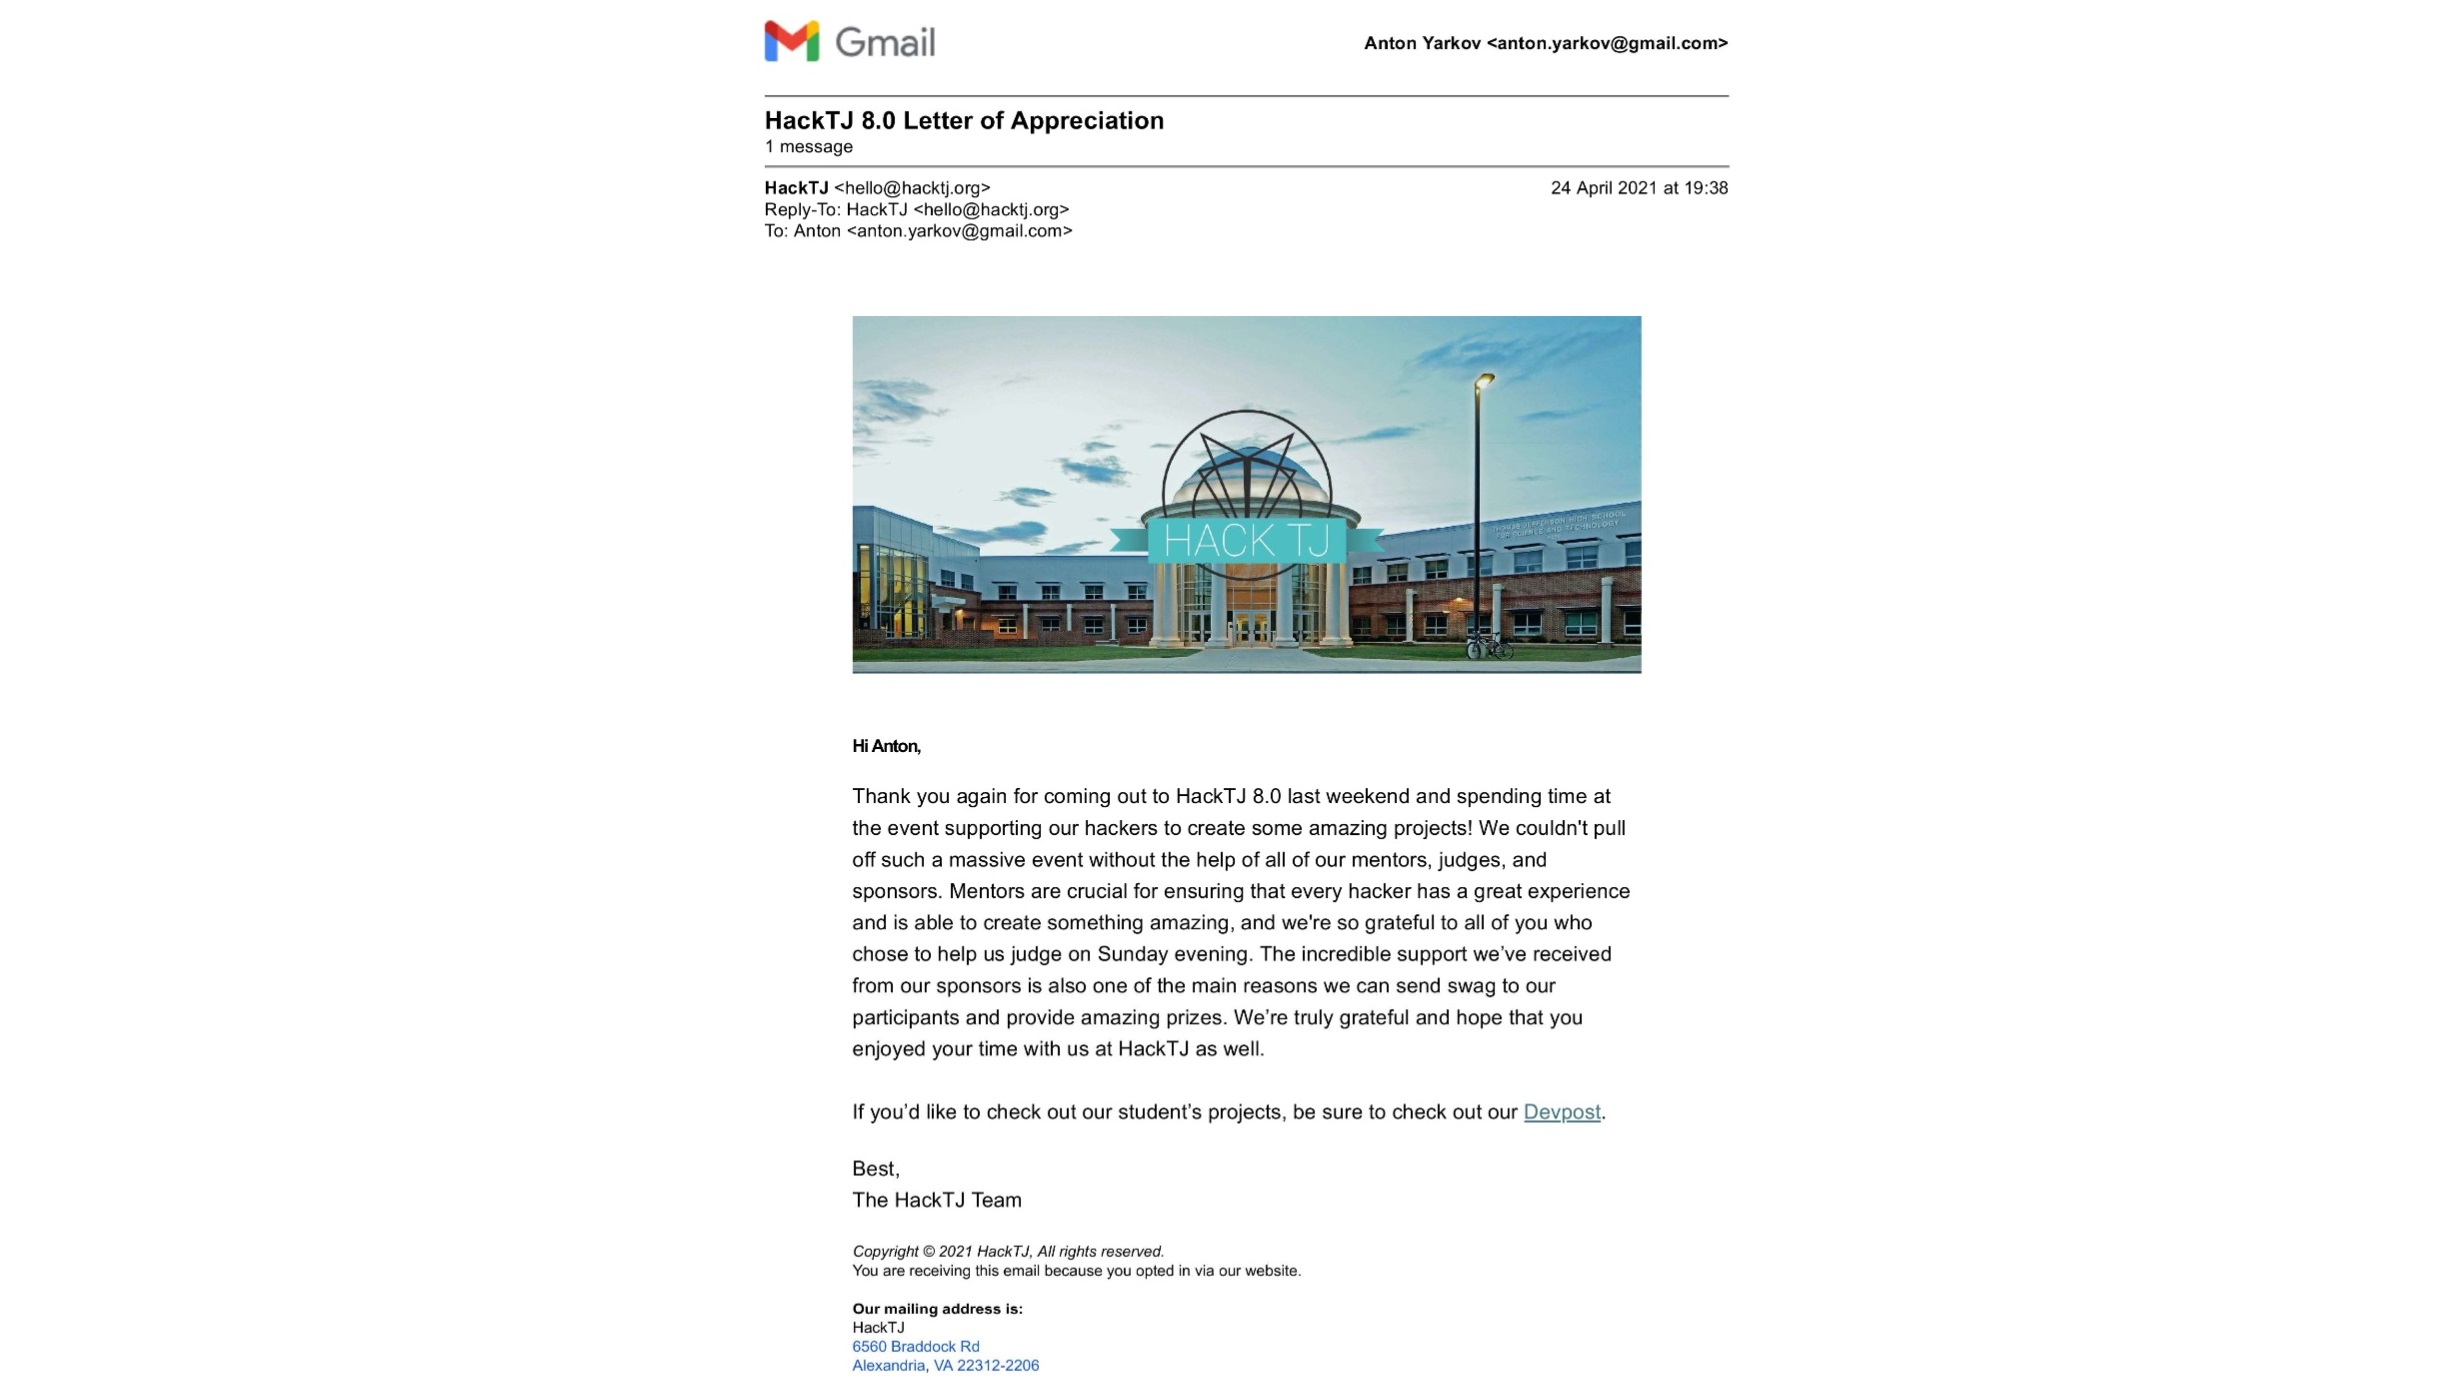 Gmail
Anton Yarkov <anton.yarkov@gmail.com>
HackTJ 8.0 Letter of Appreciation
1 message
HackTJ <hello@hacktj.org>
24 April 2021 at 19:38
Reply-To: HackTJ <hello@hacktj.org>
To: Anton <anton.yarkov@gmail.com>
THOMAS JEFFERSON HIGH SCHOOL
FOR SCIENCE AND TECHNOLOGY
HACK TJ
Hi Anton,
Thank you again for coming out to HackTJ 8.0 last weekend and spending time at
the event supporting our hackers to create some amazing projects! We couldn't pull
off such a massive event without the help of all of our mentors, judges, and
sponsors. Mentors are crucial for ensuring that every hacker has a great experience
and is able to create something amazing, and we're so grateful to all of you who
chose to help us judge on Sunday evening. The incredible support we’ve received
from our sponsors is also one of the main reasons we can send swag to our
participants and provide amazing prizes. We’re truly grateful and hope that you
enjoyed your time with us at HackTJ as well.
If you’d like to check out our student’s projects, be sure to check out our Devpost.
Best,
The HackTJ Team
Copyright © 2021 HackTJ, All rights reserved.
You are receiving this email because you opted in via our website.
Our mailing address is:
HackTJ
6560 Braddock Rd
Alexandria, VA 22312-2206